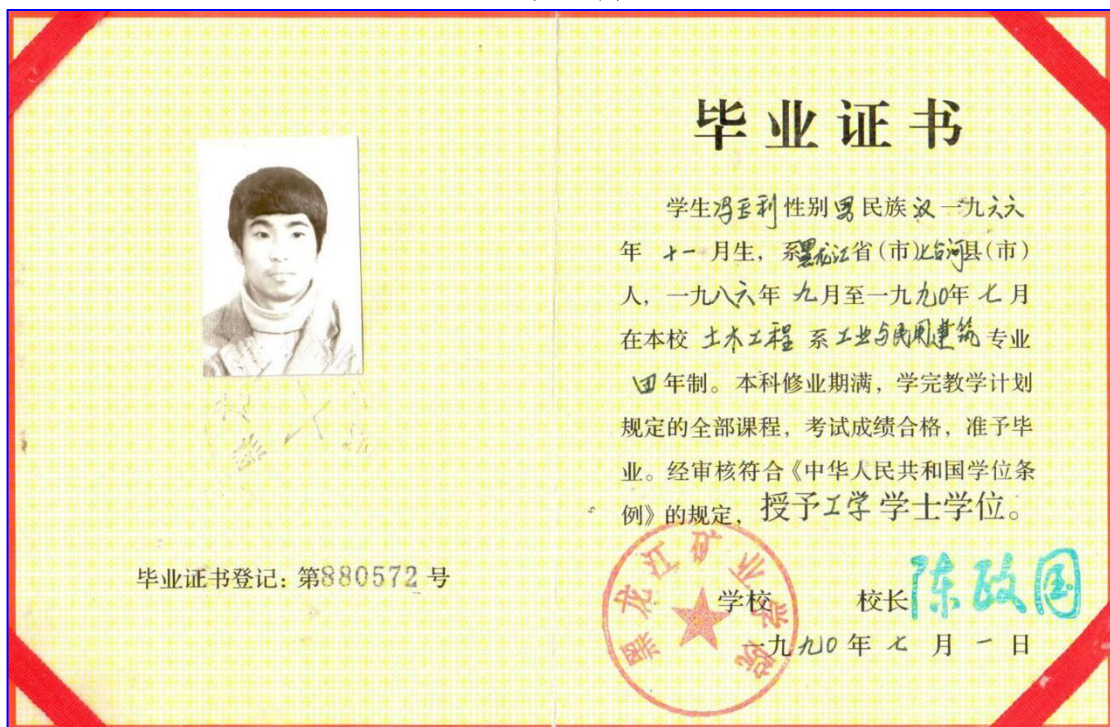 毕业证书
学生冯玉利性别男民族汉一九六六
年十一月生，系黑龙江省(市)七台河县(市)
人，一九八六年九月至一九九0年七月
在本校土木工程系工业与民用建筑专业
四年制。本科修业期满，学完教学计划
规定的全部课程，考试成绩合格，准予毕
业。经审核符合《中华人民共和国学位条
例》的规定，授予工学学士学位。
黑龙江矿业学院
学校 校长陈政国
一九九0年七月一日
毕业证书登记：第880572号